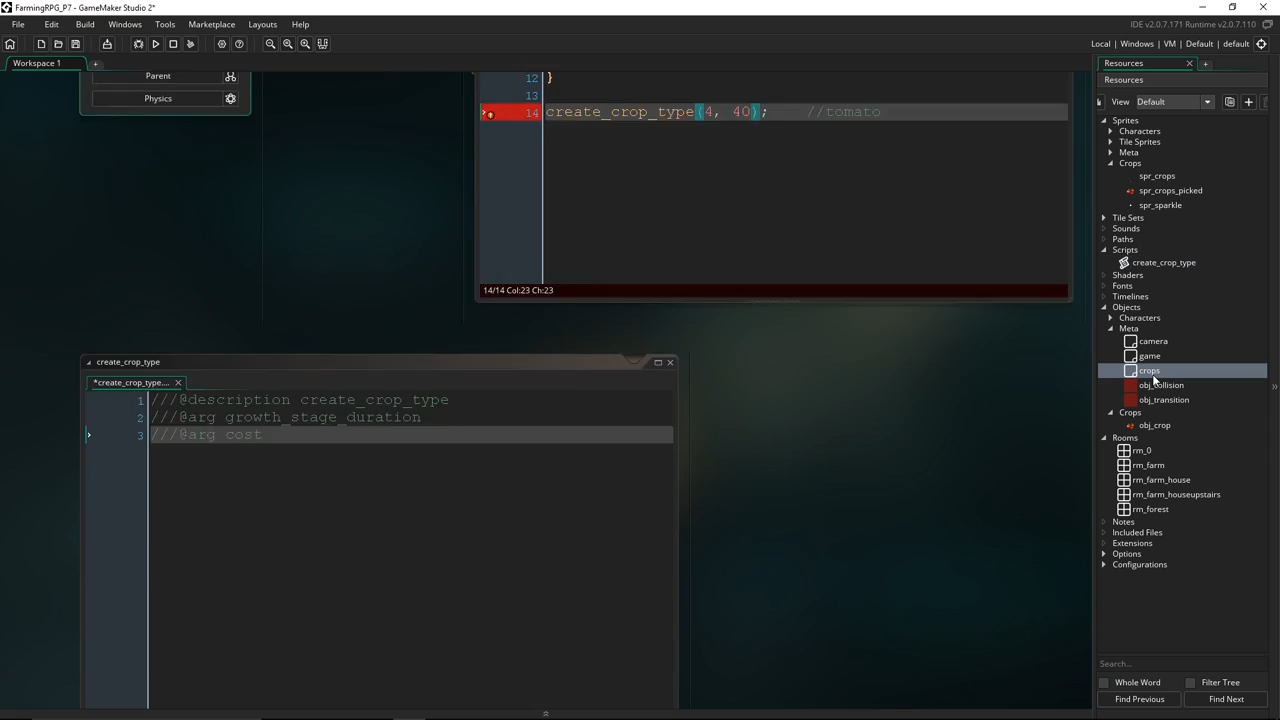 FarmingRPG_P7* - GameMaker Studio 2*
File Edit Build Windows Tools Marketplace Layouts Help
IDE v2.0.7.171 Runtime v2.0.7.110
Local | Windows | VM | Default | default
Workspace 1
Parent
Physics
12 }
13
14 create_crop_type(4, 40); //tomato
14/14 Col:23 Ch:23
create_crop_type
*create_crop_type....
1 ///@description create_crop_type
2 ///@arg growth_stage_duration
3 ///@arg cost
Resources
Resources
View Default
Sprites
Characters
Tile Sprites
Meta
Crops
spr_crops
spr_crops_picked
spr_sparkle
Tile Sets
Sounds
Paths
Scripts
create_crop_type
Shaders
Fonts
Timelines
Objects
Characters
Meta
camera
game
crops
obj_collision
obj_transition
Crops
obj_crop
Rooms
rm_0
rm_farm
rm_farm_house
rm_farm_houseupstairs
rm_forest
Notes
Included Files
Extensions
Options
Configurations
Search...
Whole Word Filter Tree
Find Previous Find Next